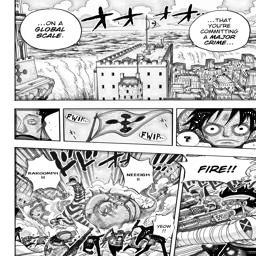 ...ON A
GLOBAL
SCALE.
...THAT
YOU'RE
COMMITTING
A MAJOR
CRIME...
FWIP..
FWIP..
?
BAKOOMPH
!!
NEEEIGH
!!
YEOW
!!
FIRE!!